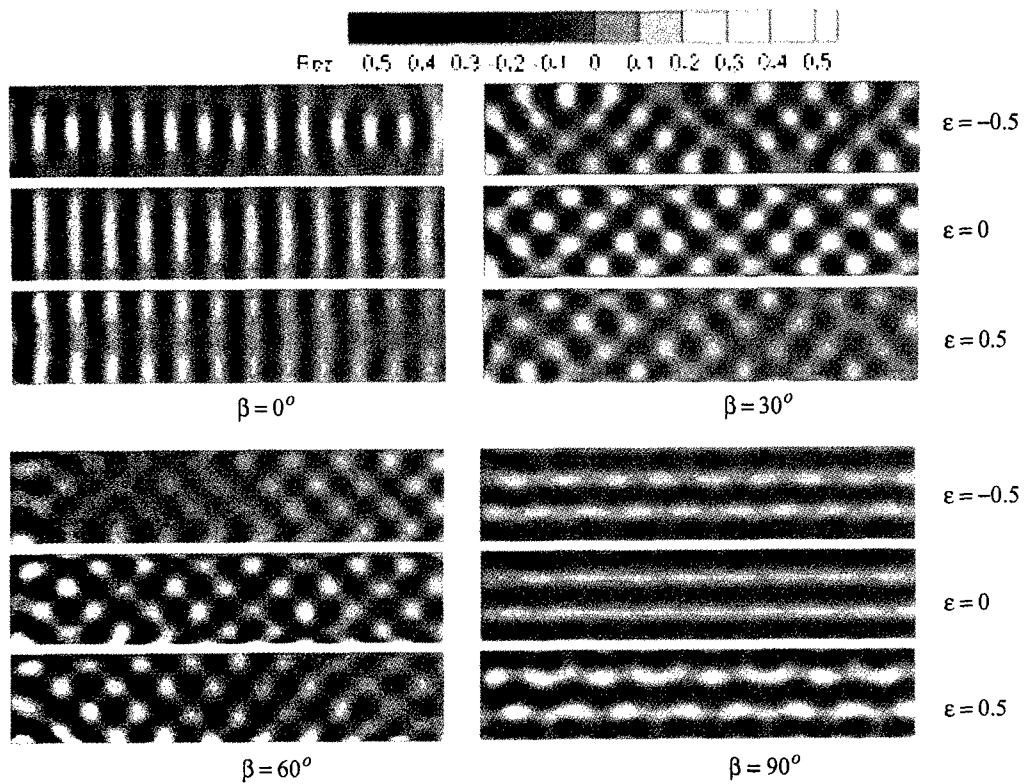 0.5 0.4 0.3 -0.2 -0.1 0 0.1 0.2 0.3 0.4 0.5
ε = −0.5
ε = 0
ε = 0.5
β = 0°
β = 30°
ε = −0.5
ε = 0
ε = 0.5
β = 60°
β = 90°